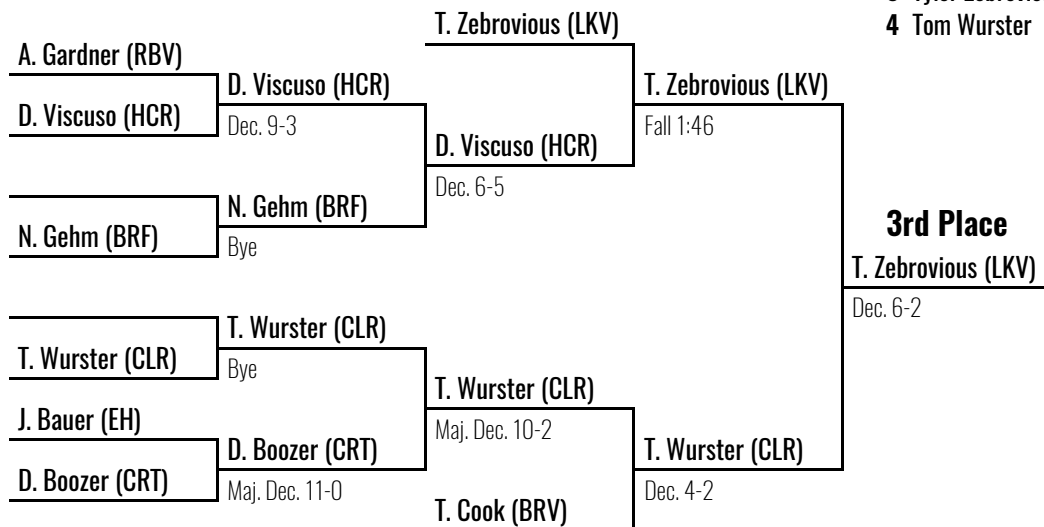 T. Zebrovious (LKV)
4 Tom Wurster
A. Gardner (RBV)
D. Viscuso (HCR)
T. Zebrovious (LKV)
D. Viscuso (HCR)
Dec. 9-3
Fall 1:46
D. Viscuso (HCR)
Dec. 6-5
N. Gehm (BRF)
N. Gehm (BRF)
Bye
3rd Place
T. Zebrovious (LKV)
Dec. 6-2
T. Wurster (CLR)
T. Wurster (CLR)
Bye
T. Wurster (CLR)
J. Bauer (EH)
Maj. Dec. 10-2
D. Boozer (CRT)
T. Wurster (CLR)
D. Boozer (CRT)
Maj. Dec. 11-0
Dec. 4-2
T. Cook (BRV)